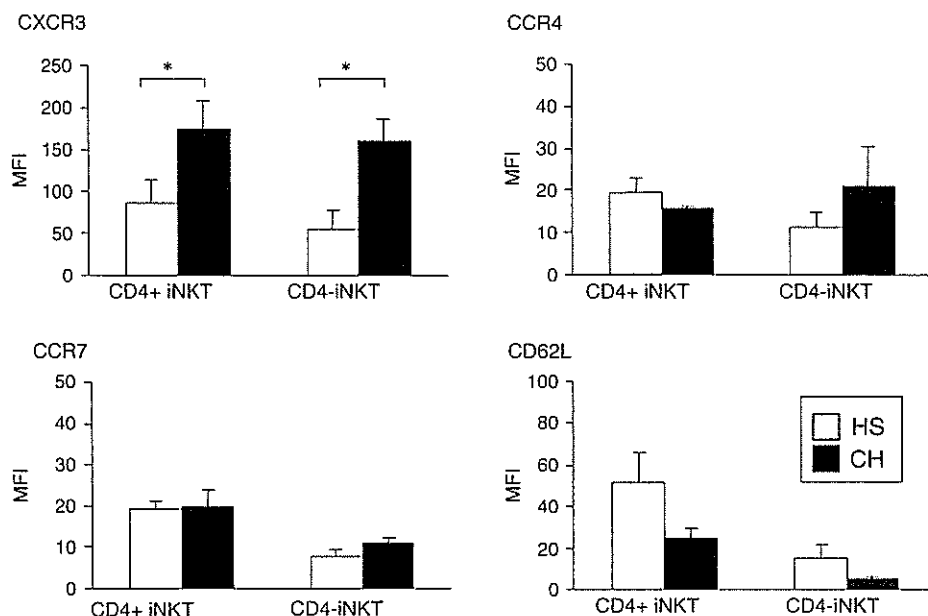 CXCR3
250
200
150
100
50
0
MFI
*
*
CD4+ iNKT
CD4-iNKT
CCR4
50
40
30
20
10
0
MFI
CD4+ iNKT
CD4-iNKT
CCR7
50
40
30
20
10
0
MFI
CD4+ iNKT
CD4-iNKT
CD62L
100
80
60
40
20
0
MFI
HS
CH
CD4+ iNKT
CD4-iNKT